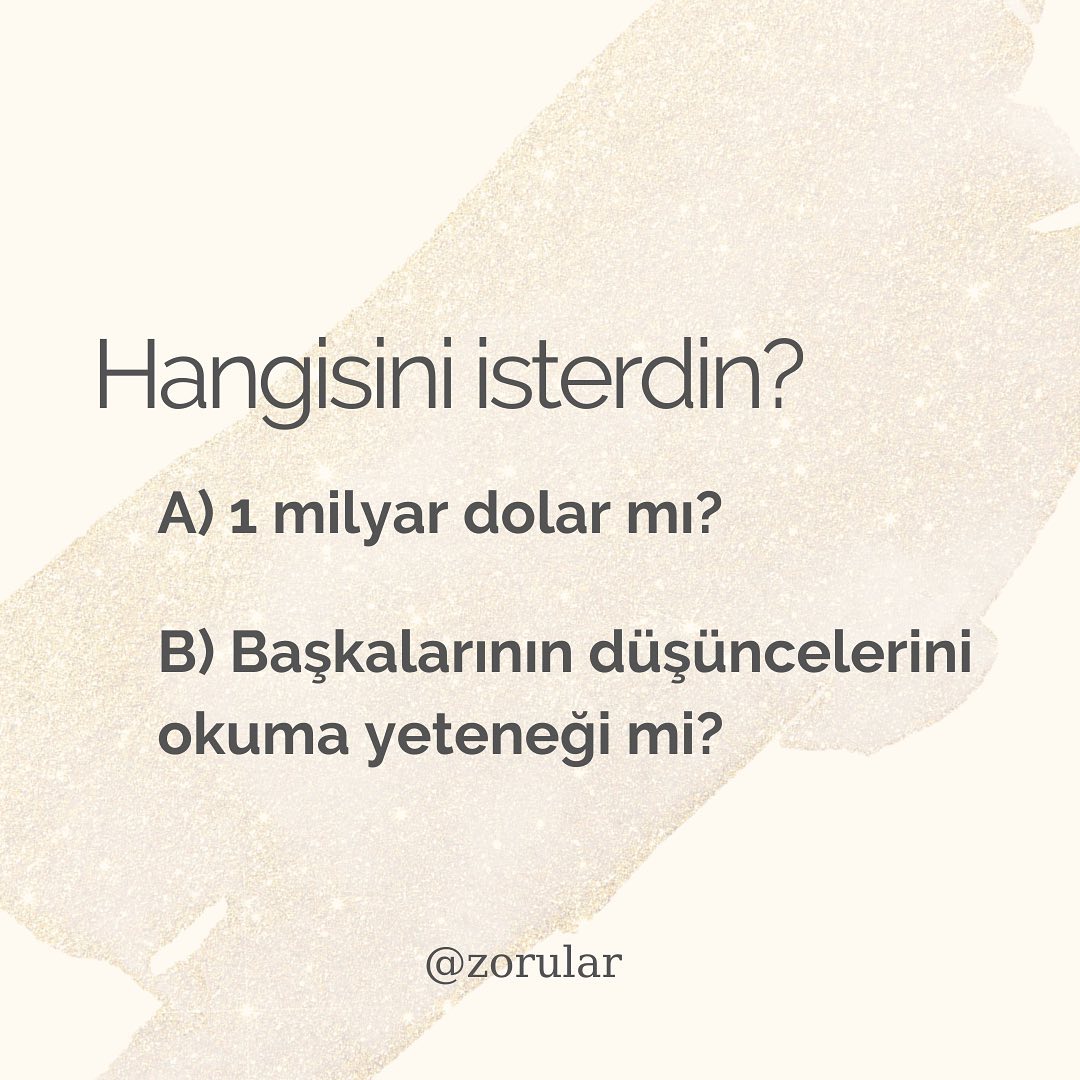 Hangisini isterdin?
A) 1 milyar dolar mı?
B) Başkalarının düşüncelerini
okuma yeteneği mi?
@zorular